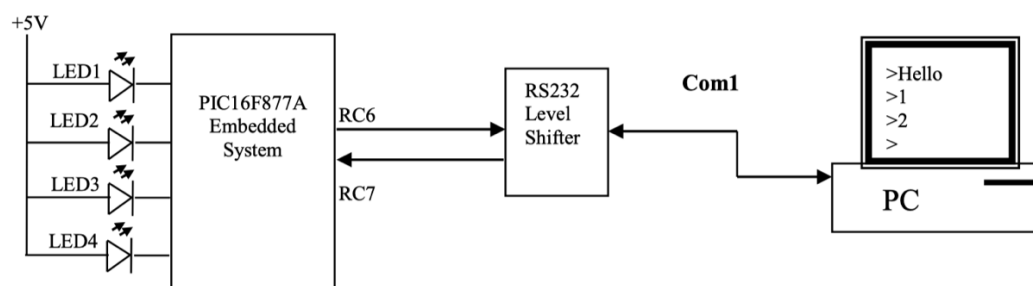 +5V
LED1
LED2
LED3
LED4
PIC16F877A
Embedded
System
RC6
RC7
RS232
Level
Shifter
Com1
>Hello
>1
>2
>
PC